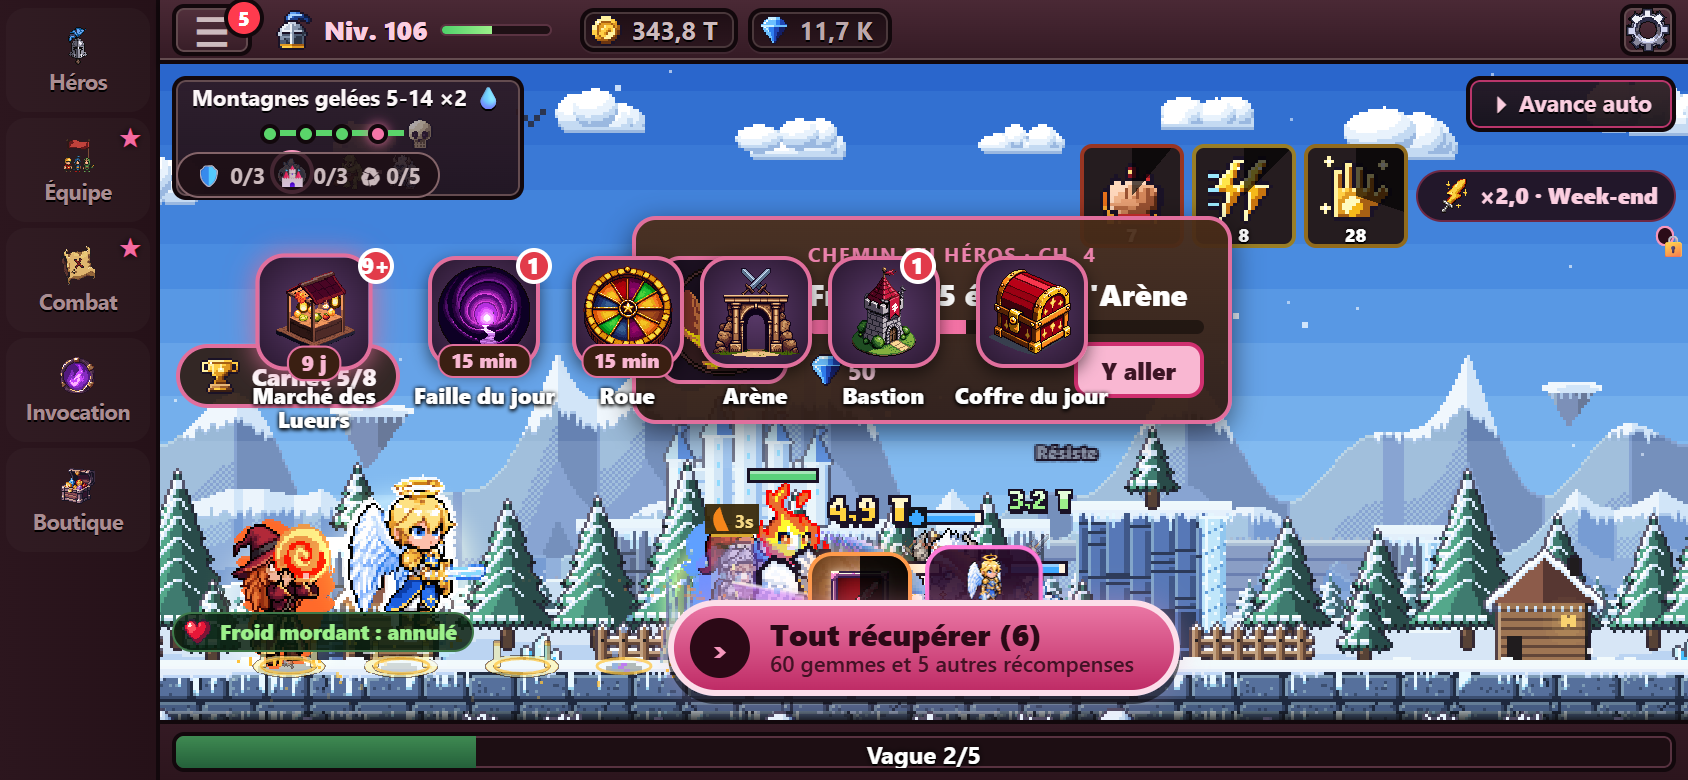 5
Niv. 106
343,8 T
11,7 K
Héros
Équipe
Combat
Invocation
Boutique
Montagnes gelées 5-14 ×2
0/3
0/3
0/5
Avance auto
7
8
28
×2,0 · Week-end
CHEMIN DU HÉROS · CH. 4
5
'Arène
50
Y aller
9+
9 j
Carnet 5/8
Marché des
Lueurs
1
15 min
Faille du jour
15 min
Roue
Arène
1
Bastion
Coffre du jour
Résiste
3s
4.9 T
3.2 T
Froid mordant : annulé
Tout récupérer (6)
60 gemmes et 5 autres récompenses
Vague 2/5